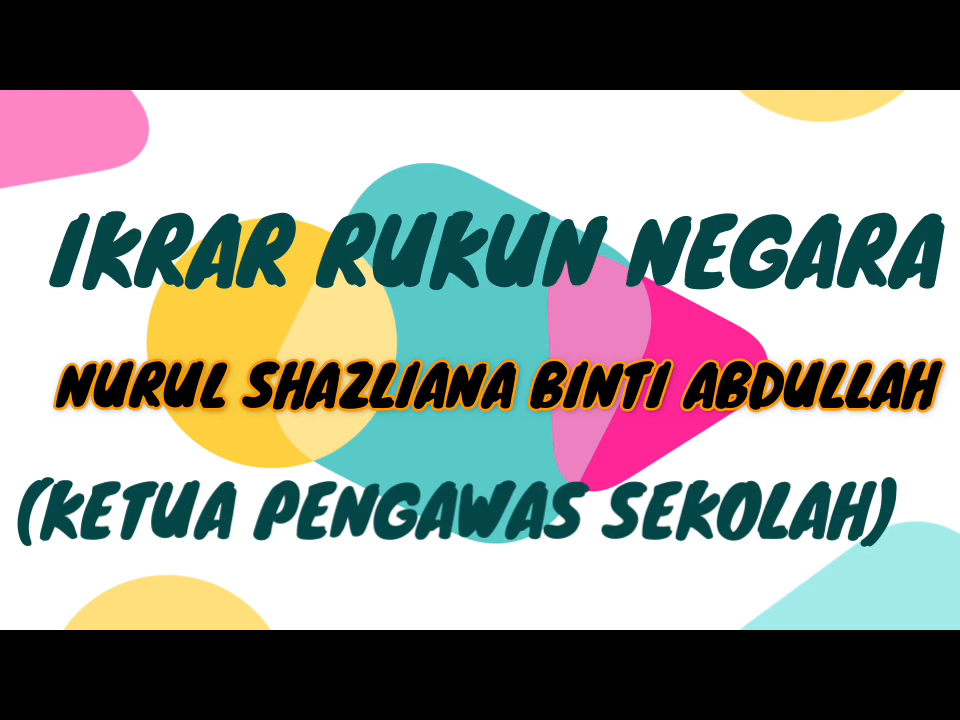 IKRAR RUKUN NEGARA
NURUL SHAZLIANA BINTI ABDULLAH
(KETUA PENGAWAS SEKOLAH)